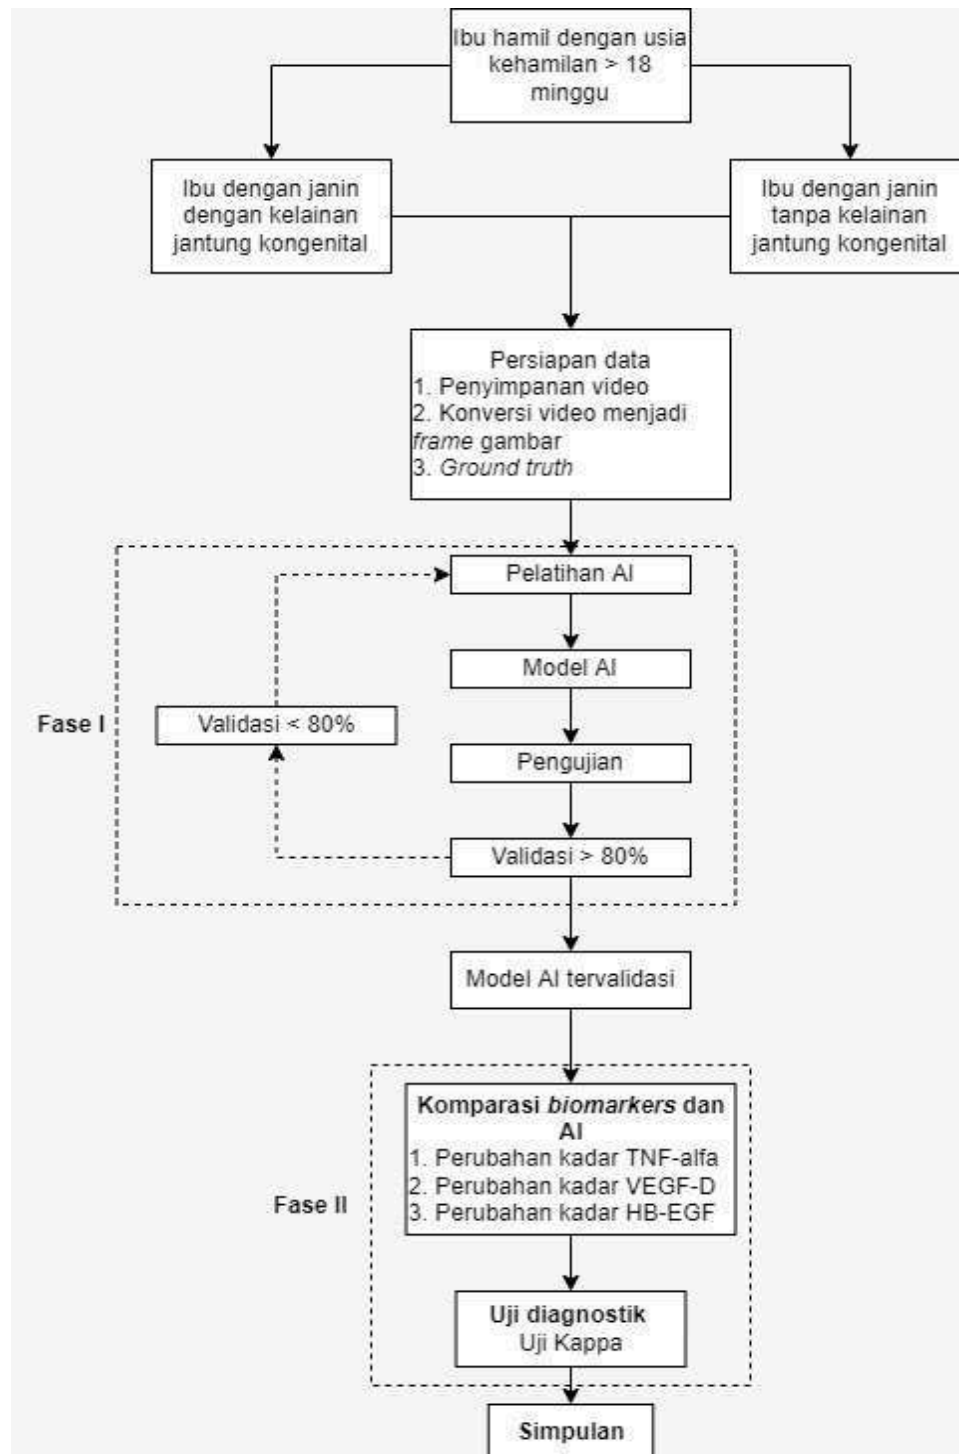 Ibu hamil dengan usia
kehamilan > 18
minggu
Ibu dengan janin
dengan kelainan
jantung kongenital
Ibu dengan janin
tanpa kelainan
jantung kongenital
Persiapan data
1. Penyimpanan video
2. Konversi video menjadi
frame gambar
3. Ground truth
Pelatihan AI
Model AI
Fase I
Validasi < 80%
Pengujian
Validasi > 80%
Model AI tervalidasi
Komparasi biomarkers dan
AI
1. Perubahan kadar TNF-alfa
2. Perubahan kadar VEGF-D
3. Perubahan kadar HB-EGF
Fase II
Uji diagnostik
Uji Kappa
Simpulan